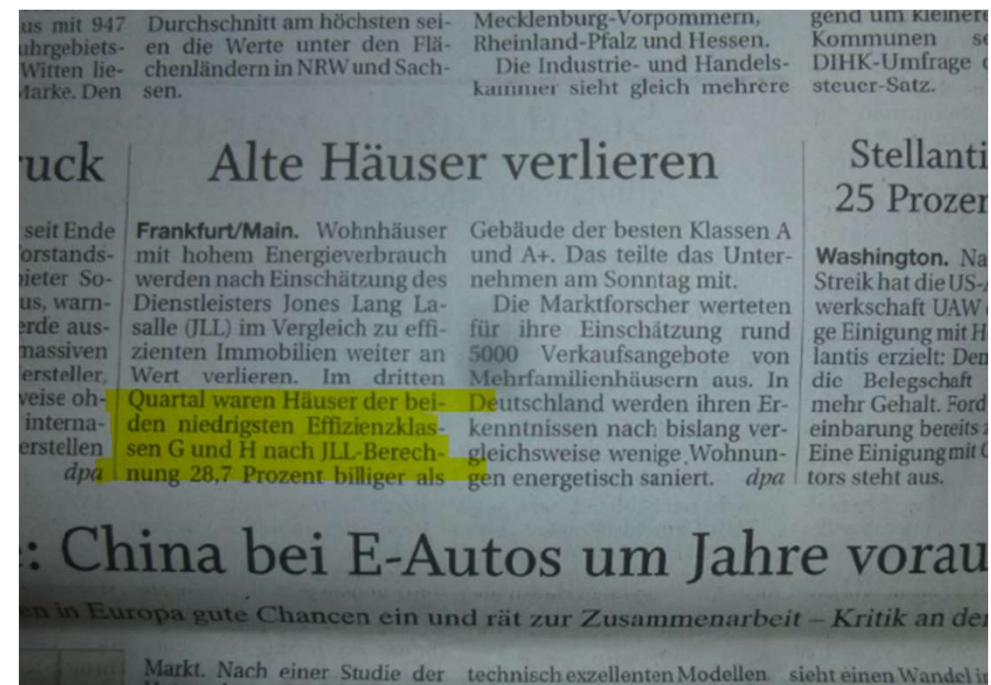 us mit 947
uhrgebiets-
Witten lie-
Marke. Den
Durchschnitt am höchsten sei-
en die Werte unter den Flä-
chenländern in NRW und Sach-
sen.
Mecklenburg-Vorpommern,
Rheinland-Pfalz und Hessen.
Die Industrie- und Handels-
kammer sieht gleich mehrere
gend um kleinere
Kommunen se
DIHK-Umfrage
steuer-Satz.
ruck
seit Ende
orstands-
bieter So-
us, warn-
erde aus-
massiven
ersteller,
weise oh-
interna-
erstellen
dpa
Alte Häuser verlieren
Frankfurt/Main. Wohnhäuser
mit hohem Energieverbrauch
werden nach Einschätzung des
Dienstleisters Jones Lang La-
salle (JLL) im Vergleich zu effi-
zienten Immobilien weiter an
Wert verlieren. Im dritten
Quartal waren Häuser der bei-
den niedrigsten Effizienzklas-
sen G und H nach JLL-Berech-
nung 28,7 Prozent billiger als
Gebäude der besten Klassen A
und A+. Das teilte das Unter-
nehmen am Sonntag mit.
Die Marktforscher werteten
für ihre Einschätzung rund
5000 Verkaufsangebote von
Mehrfamilienhäusern aus. In
Deutschland werden ihren Er-
kenntnissen nach bislang ver-
gleichsweise wenige Wohnun-
gen energetisch saniert. dpa
Stellanti
25 Prozen
Washington. Na
Streik hat die US-
werkschaft UAW
ge Einigung mit
lantis erzielt: Den
die Belegschaft
mehr Gehalt. Ford
einbarung bereits
Eine Einigung mit
tors steht aus.
: China bei E-Autos um Jahre vorau
en in Europa gute Chancen ein und rät zur Zusammenarbeit – Kritik an der
Markt. Nach einer Studie der
technisch exzellenten Modellen
sieht einen Wandel i